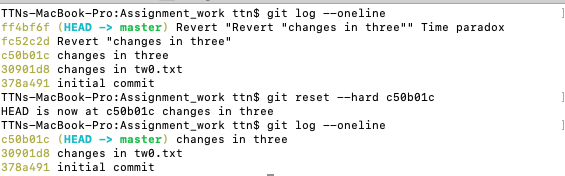 TTNs-MacBook-Pro:Assignment_work ttn$ git log --oneline
ff4bf6f (HEAD -> master) Revert "Revert "changes in three"" Time paradox
fc52c2d Revert "changes in three"
c50b01c changes in three
30901d8 changes in tw0.txt
378a491 initial commit
TTNs-MacBook-Pro:Assignment_work ttn$ git reset --hard c50b01c
HEAD is now at c50b01c changes in three
TTNs-MacBook-Pro:Assignment_work ttn$ git log --oneline
c50b01c (HEAD -> master) changes in three
30901d8 changes in tw0.txt
378a491 initial commit